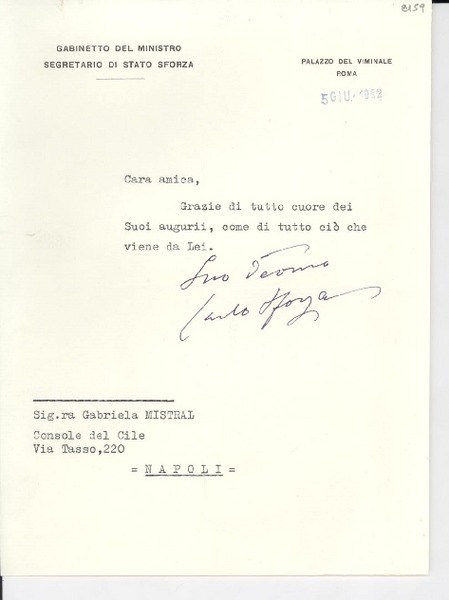 8159
GABINETTO DEL MINISTRO
SEGRETARIO DI STATO SFORZA
PALAZZO DEL VIMINALE
ROMA
5 GIU. 1952
Cara amica,
Grazie di tutto cuore dei
Suoi augurii, come di tutto ciò che
viene da Lei.
Suo
Carlo Sforza
Sig.ra Gabriela MISTRAL
Console del Cile
Via Tasso,220
= NAPOLI =